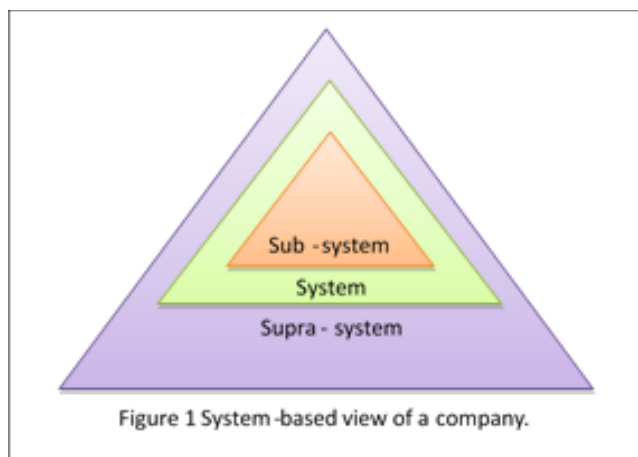 Sub - system
System
Supra - system
Figure 1 System -based view of a company.